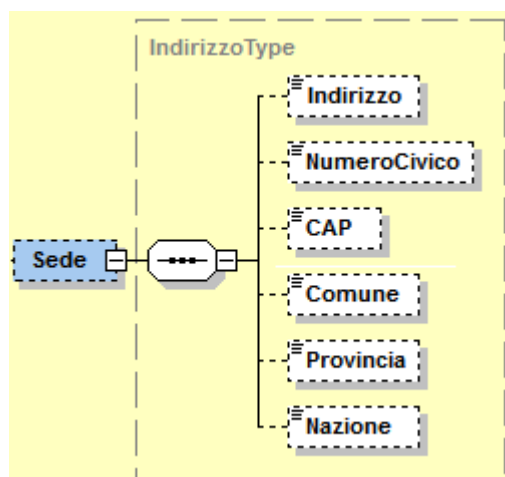 IndirizzoType
Indirizzo
NumeroCivico
CAP
Sede
Comune
Provincia
Nazione